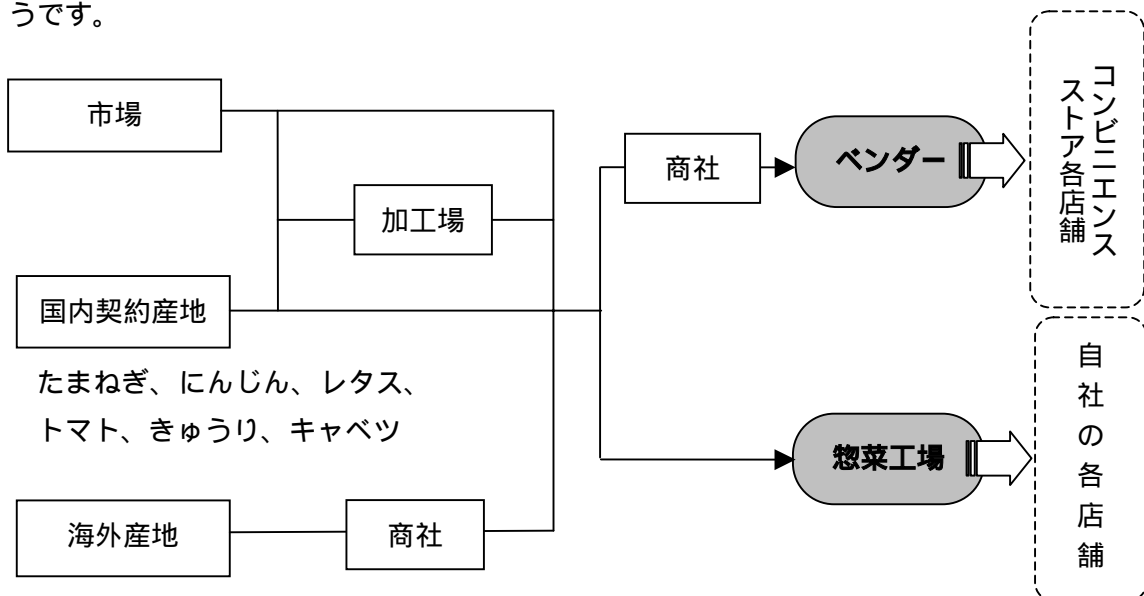 うです。
市場
加工場
商社
ベンダー
コンビニエンス
ストア各店舗
国内契約産地
たまねぎ、にんじん、レタス、
トマト、きゅうり、キャベツ
惣菜工場
自社の各店舗
海外産地
商社